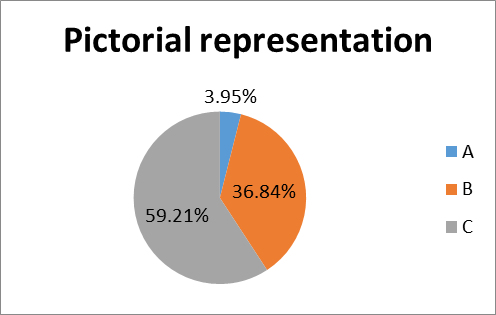 Pictorial representation
3.95%
A
36.84%
B
59.21%
C